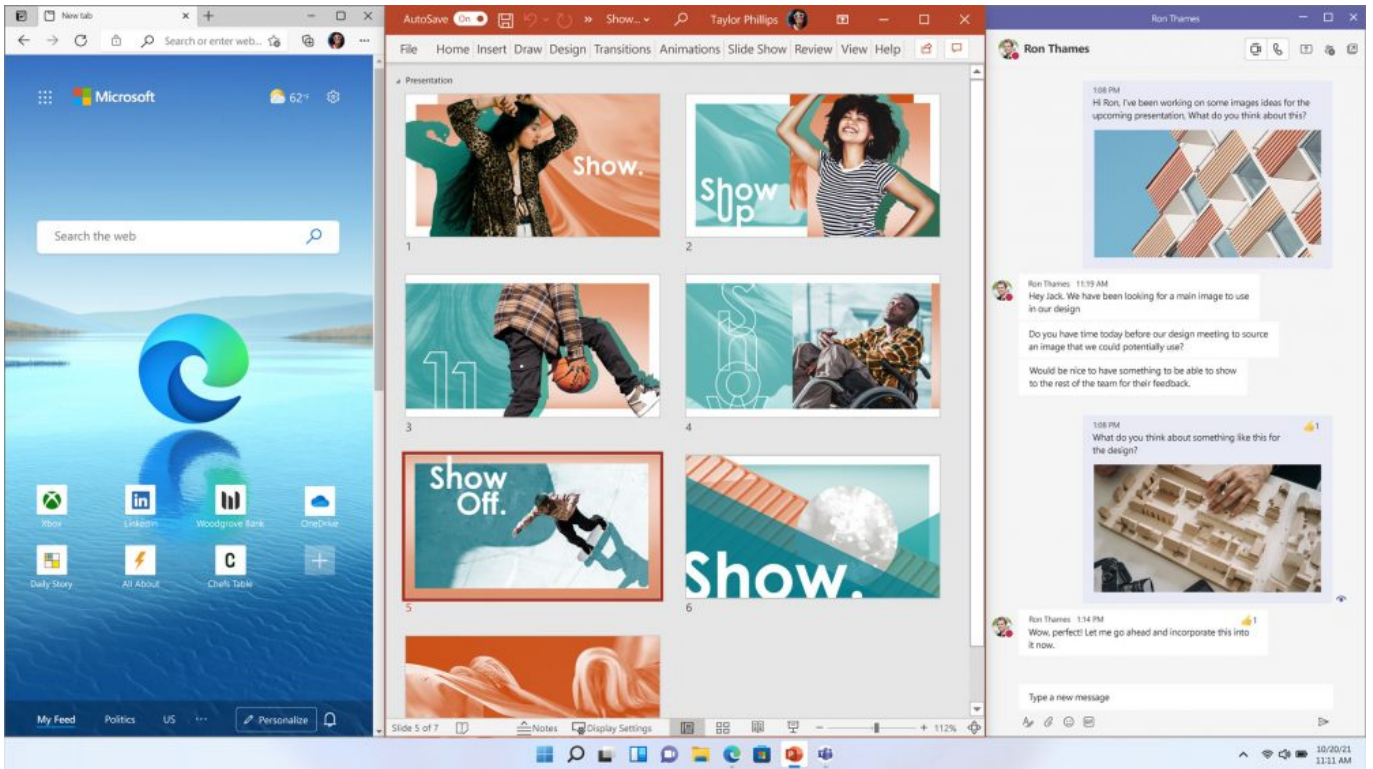 New tab
Search or enter web...
Microsoft
62°F
Search the web
Xbox
LinkedIn
Woodgrove Bank
OneDrive
Daily Story
All About
Chefs Table
My Feed Politics US ... Personalize
AutoSave On Show... Taylor Phillips
File Home Insert Draw Design Transitions Animations Slide Show Review View Help
Presentation
Show.
1
Show
Up
2
11
3
Show
4
Show
Off.
5
Show.
6
Slide 5 of 7 Notes Display Settings 112%
Ron Thames
Ron Thames
1:08 PM
Hi Ron, I've been working on some images ideas for the
upcoming presentation. What do you think about this?
Ron Thames 11:19 AM
Hey Jack. We have been looking for a main image to use
in our design
Do you have time today before our design meeting to source
an image that we could potentially use?
Would be nice to have something to be able to show
to the rest of the team for their feedback.
1:08 PM 1
What do you think about something like this for
the design?
Ron Thames 1:14 PM 1
Wow, perfect! Let me go ahead and incorporate this into
it now.
Type a new message
10/20/21
11:11 AM